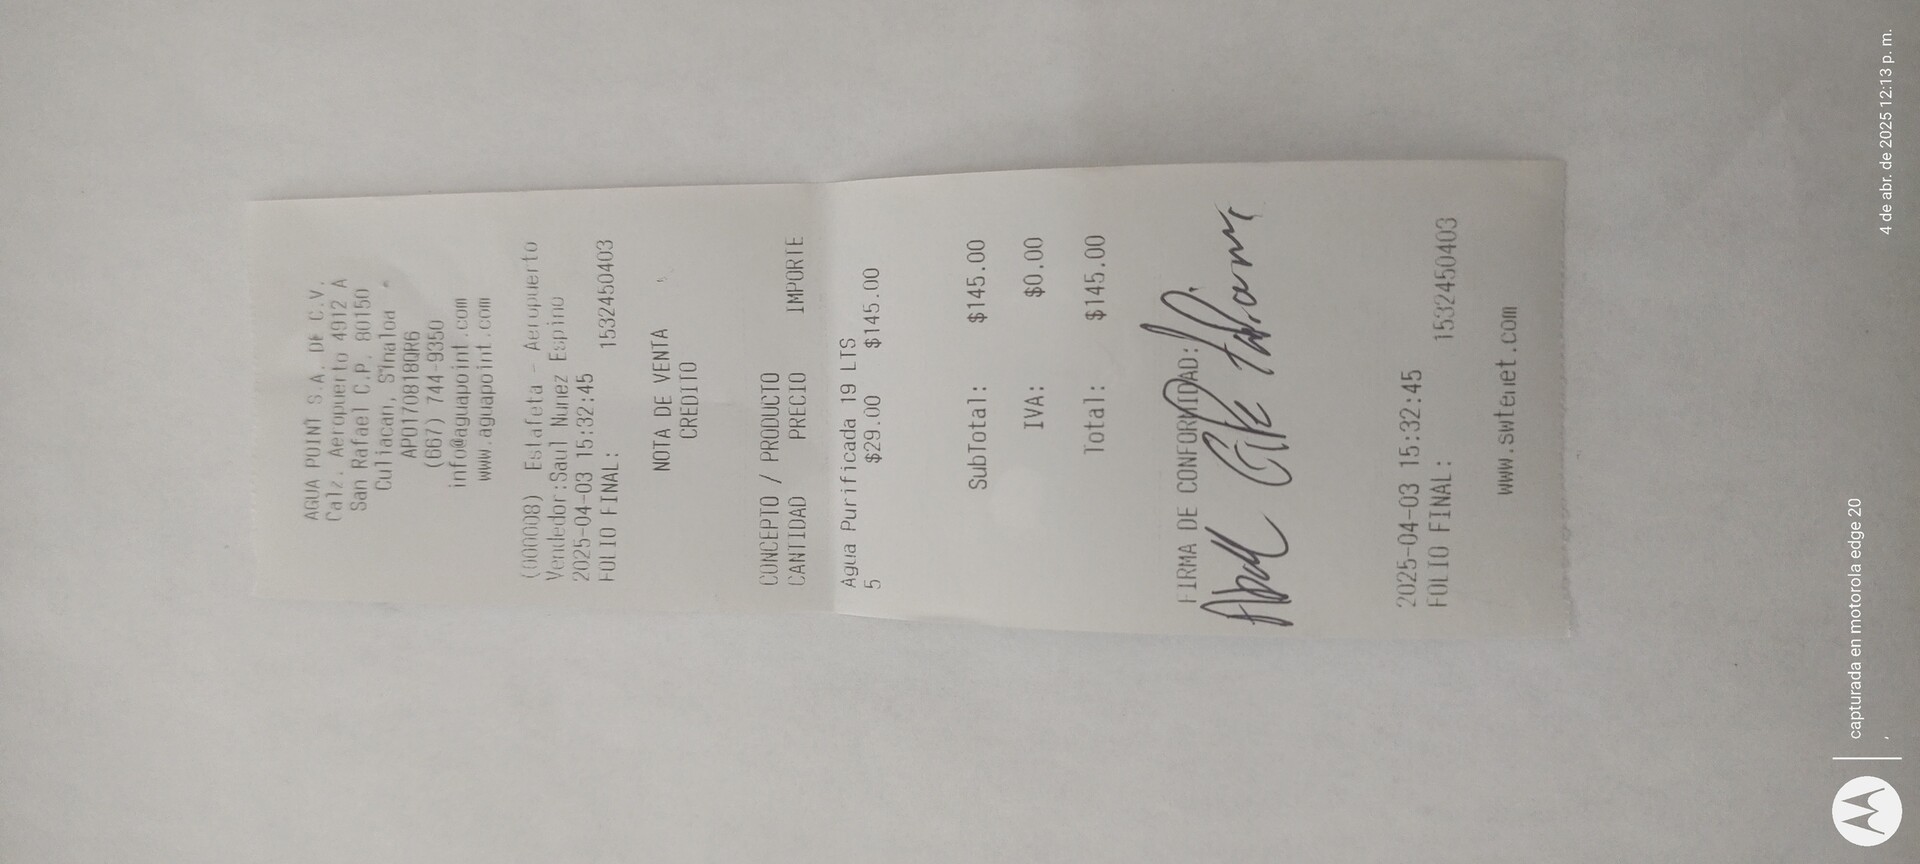 AGUA POINT S.A. DE C.V.
Calz. Aeropuerto 4912 A
San Rafael C.P. 80150
Culiacan, Sinaloa
APO170818QR6
(667) 744-9350
info@aguapoint.com
www.aguapoint.com
(000008) Estafeta - Aeropuerto
Vendedor:Saul Nunez Espino
2025-04-03 15:32:45
FOLIO FINAL: 1532450403
NOTA DE VENTA
CREDITO
CONCEPTO / PRODUCTO
CANTIDAD PRECIO IMPORTE
Agua Purificada 19 LTS
5 $29.00 $145.00
SubTotal: $145.00
IVA: $0.00
Total: $145.00
FIRMA DE CONFORMIDAD:
Abel
2025-04-03 15:32:45
FOLIO FINAL: 1532450403
www.swtenet.com
capturada en motorola edge 20
4 de abr. de 2025 12:13 p. m.